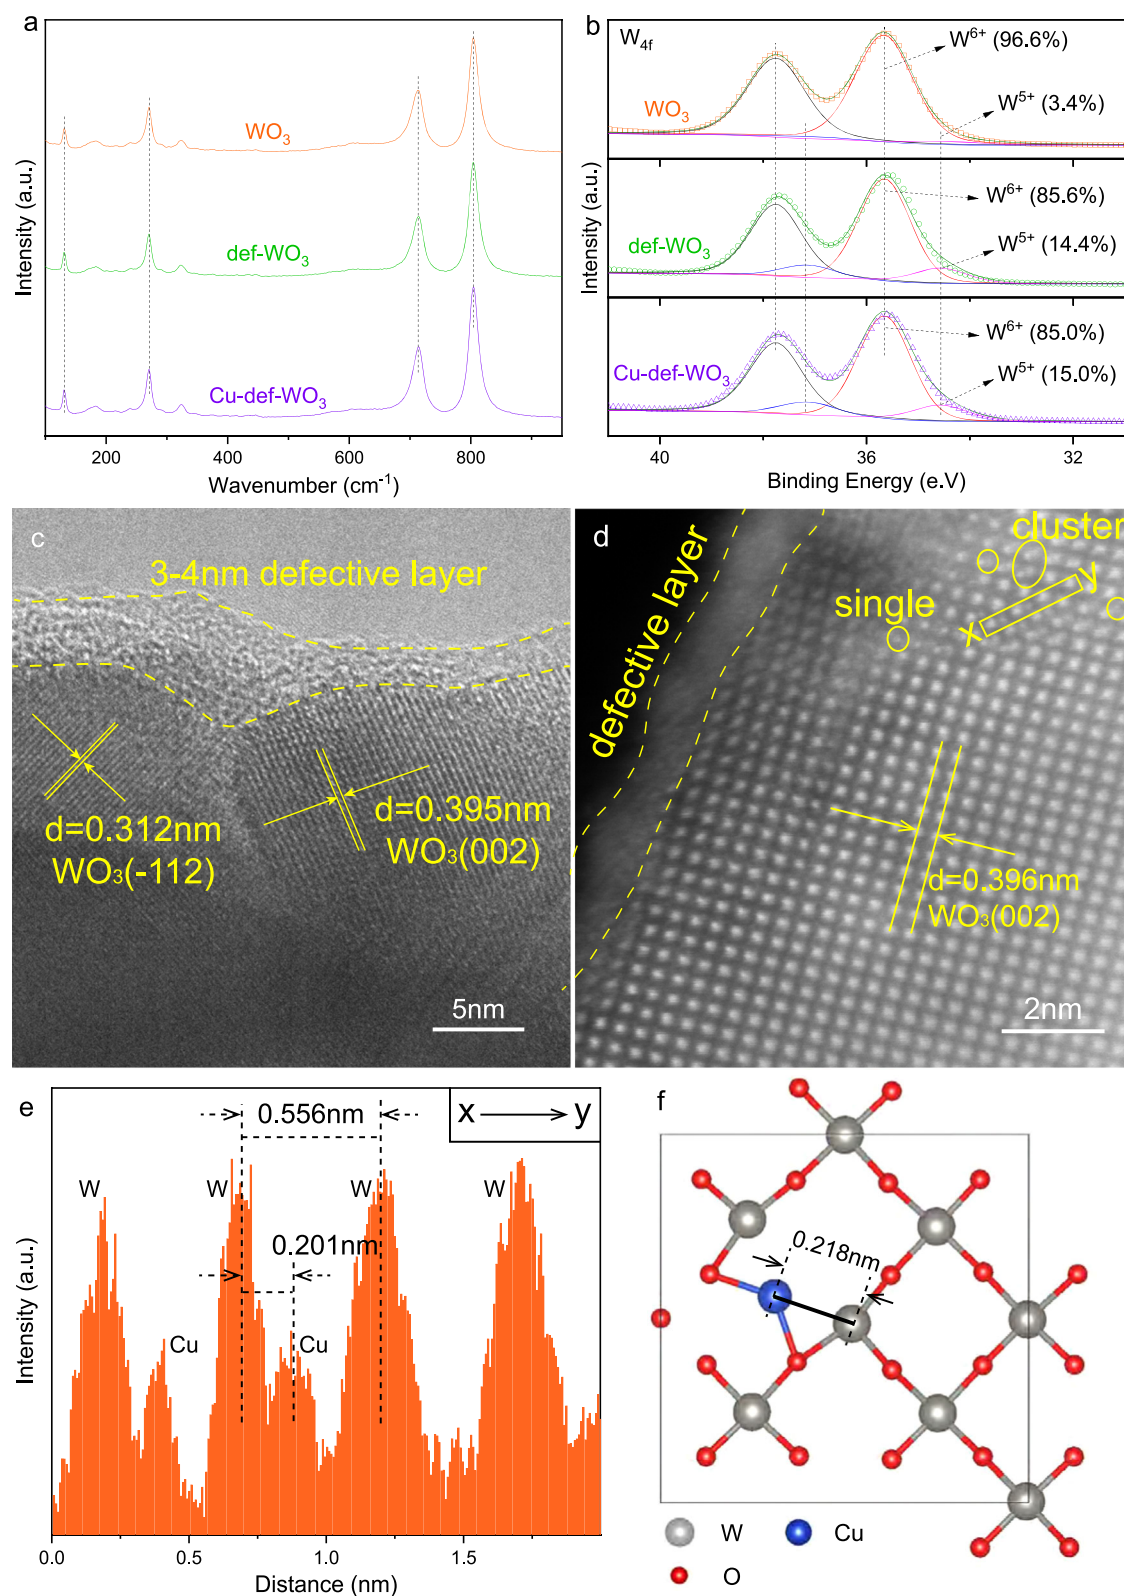 a
WO₃
def-WO₃
Cu-def-WO₃
Intensity (a.u.)
200
400
600
800
Wavenumber (cm⁻¹)
b
W₄f
W⁶⁺ (96.6%)
W⁵⁺ (3.4%)
WO₃
W⁶⁺ (85.6%)
W⁵⁺ (14.4%)
def-WO₃
W⁶⁺ (85.0%)
W⁵⁺ (15.0%)
Cu-def-WO₃
Intensity (a.u.)
40
36
32
Binding Energy (e.V)
c
3-4nm defective layer
d=0.312nm
WO₃(-112)
d=0.395nm
WO₃(002)
5nm
d
defective layer
cluster
single
x
y
d=0.396nm
WO₃(002)
2nm
e
x
y
0.556nm
W
W
W
W
0.201nm
Cu
Cu
Intensity (a.u.)
0.0
0.5
1.0
1.5
Distance (nm)
f
0.218nm
W
Cu
O